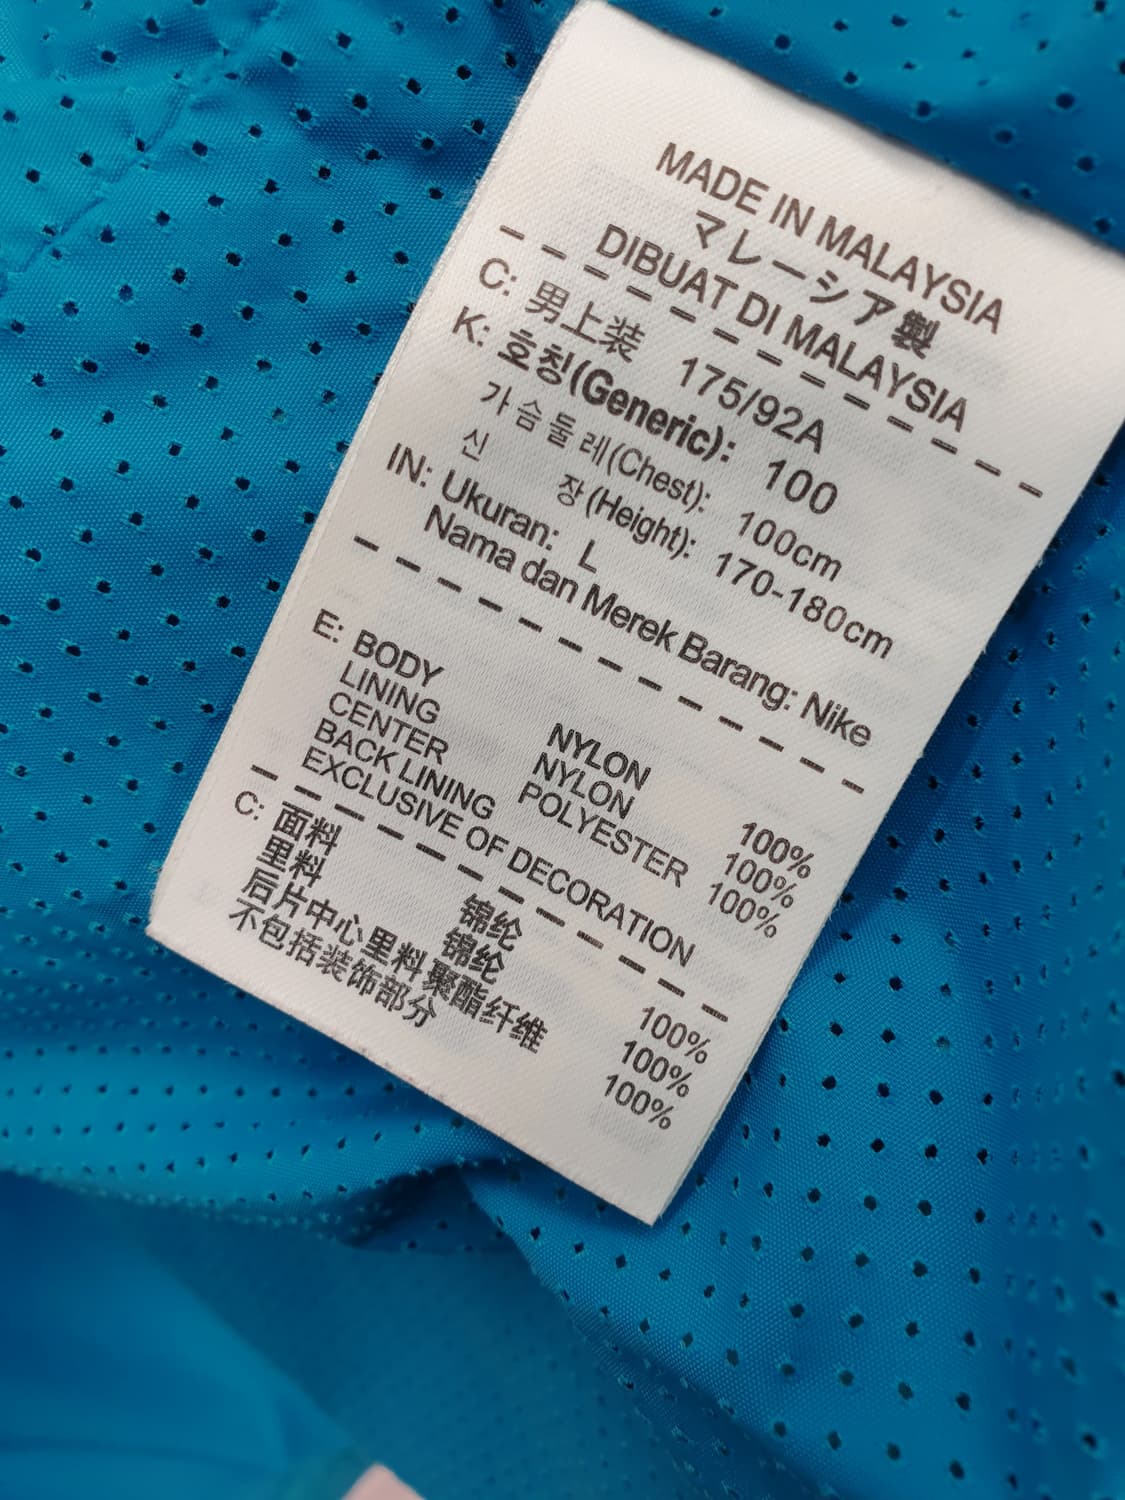 MADE IN MALAYSIA
マレーシア製
DIBUAT DI MALAYSIA
C: 男上装 175/92A
K: 호칭(Generic): 100
가슴둘레(Chest): 100cm
신 장(Height): 170-180cm
IN: Ukuran: L
Nama dan Merek Barang: Nike
E: BODY NYLON 100%
LINING NYLON 100%
CENTER POLYESTER 100%
BACK LINING
EXCLUSIVE OF DECORATION
C: 面料 锦纶 100%
里料 锦纶 100%
后片中心里料 聚酯纤维 100%
不包括装饰部分